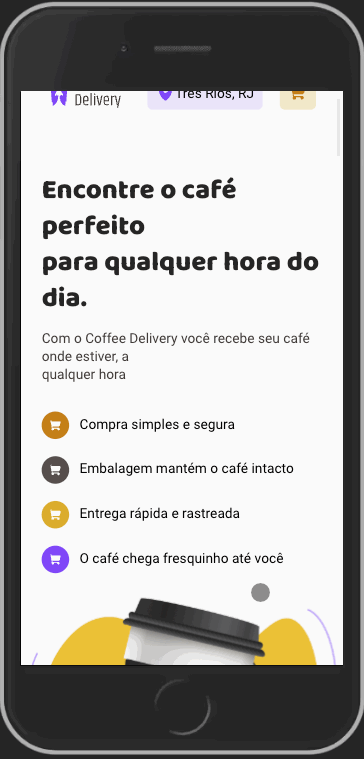 Delivery
Três Rios, RJ
Encontre o café
perfeito
para qualquer hora do
dia.
Com o Coffee Delivery você recebe seu café
onde estiver, a
qualquer hora
Compra simples e segura
Embalagem mantém o café intacto
Entrega rápida e rastreada
O café chega fresquinho até você